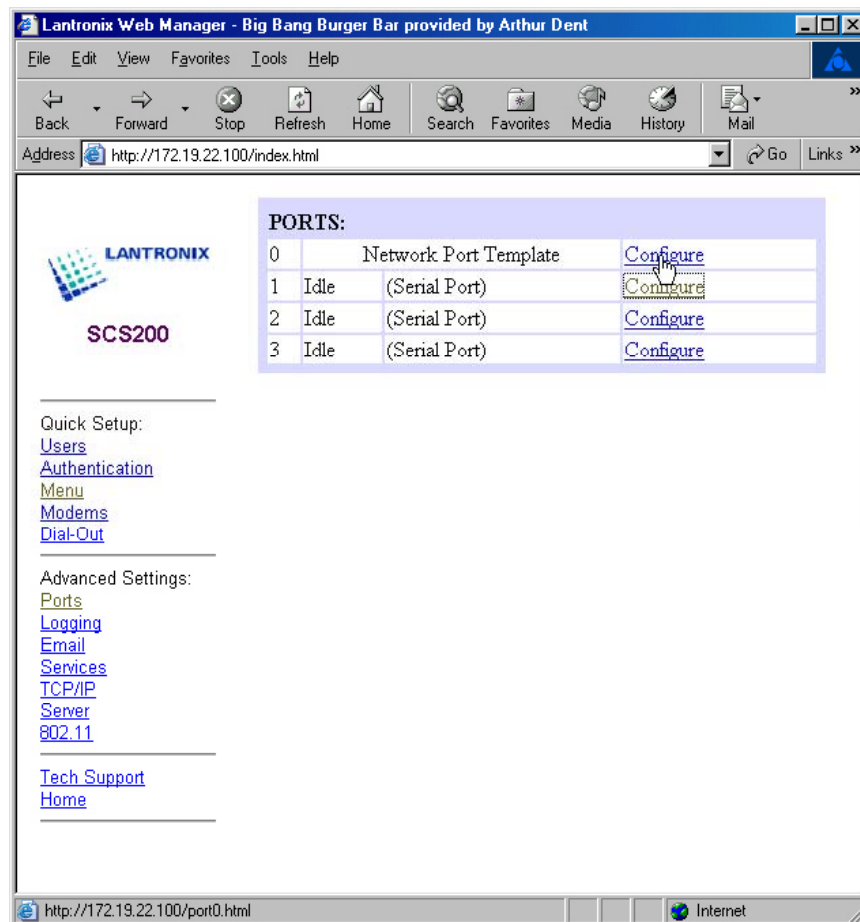 Lantronix Web Manager - Big Bang Burger Bar provided by Arthur Dent
File Edit View Favorites Tools Help
»
Back Forward Stop Refresh Home Search Favorites Media History Mail
Address http://172.19.22.100/index.html Go Links »
LANTRONIX
SCS200
PORTS:
0 Network Port Template Configure
1 Idle (Serial Port) Configure
2 Idle (Serial Port) Configure
3 Idle (Serial Port) Configure
Quick Setup:
Users
Authentication
Menu
Modems
Dial-Out
Advanced Settings:
Ports
Logging
Email
Services
TCP/IP
Server
802.11
Tech Support
Home
http://172.19.22.100/port0.html Internet